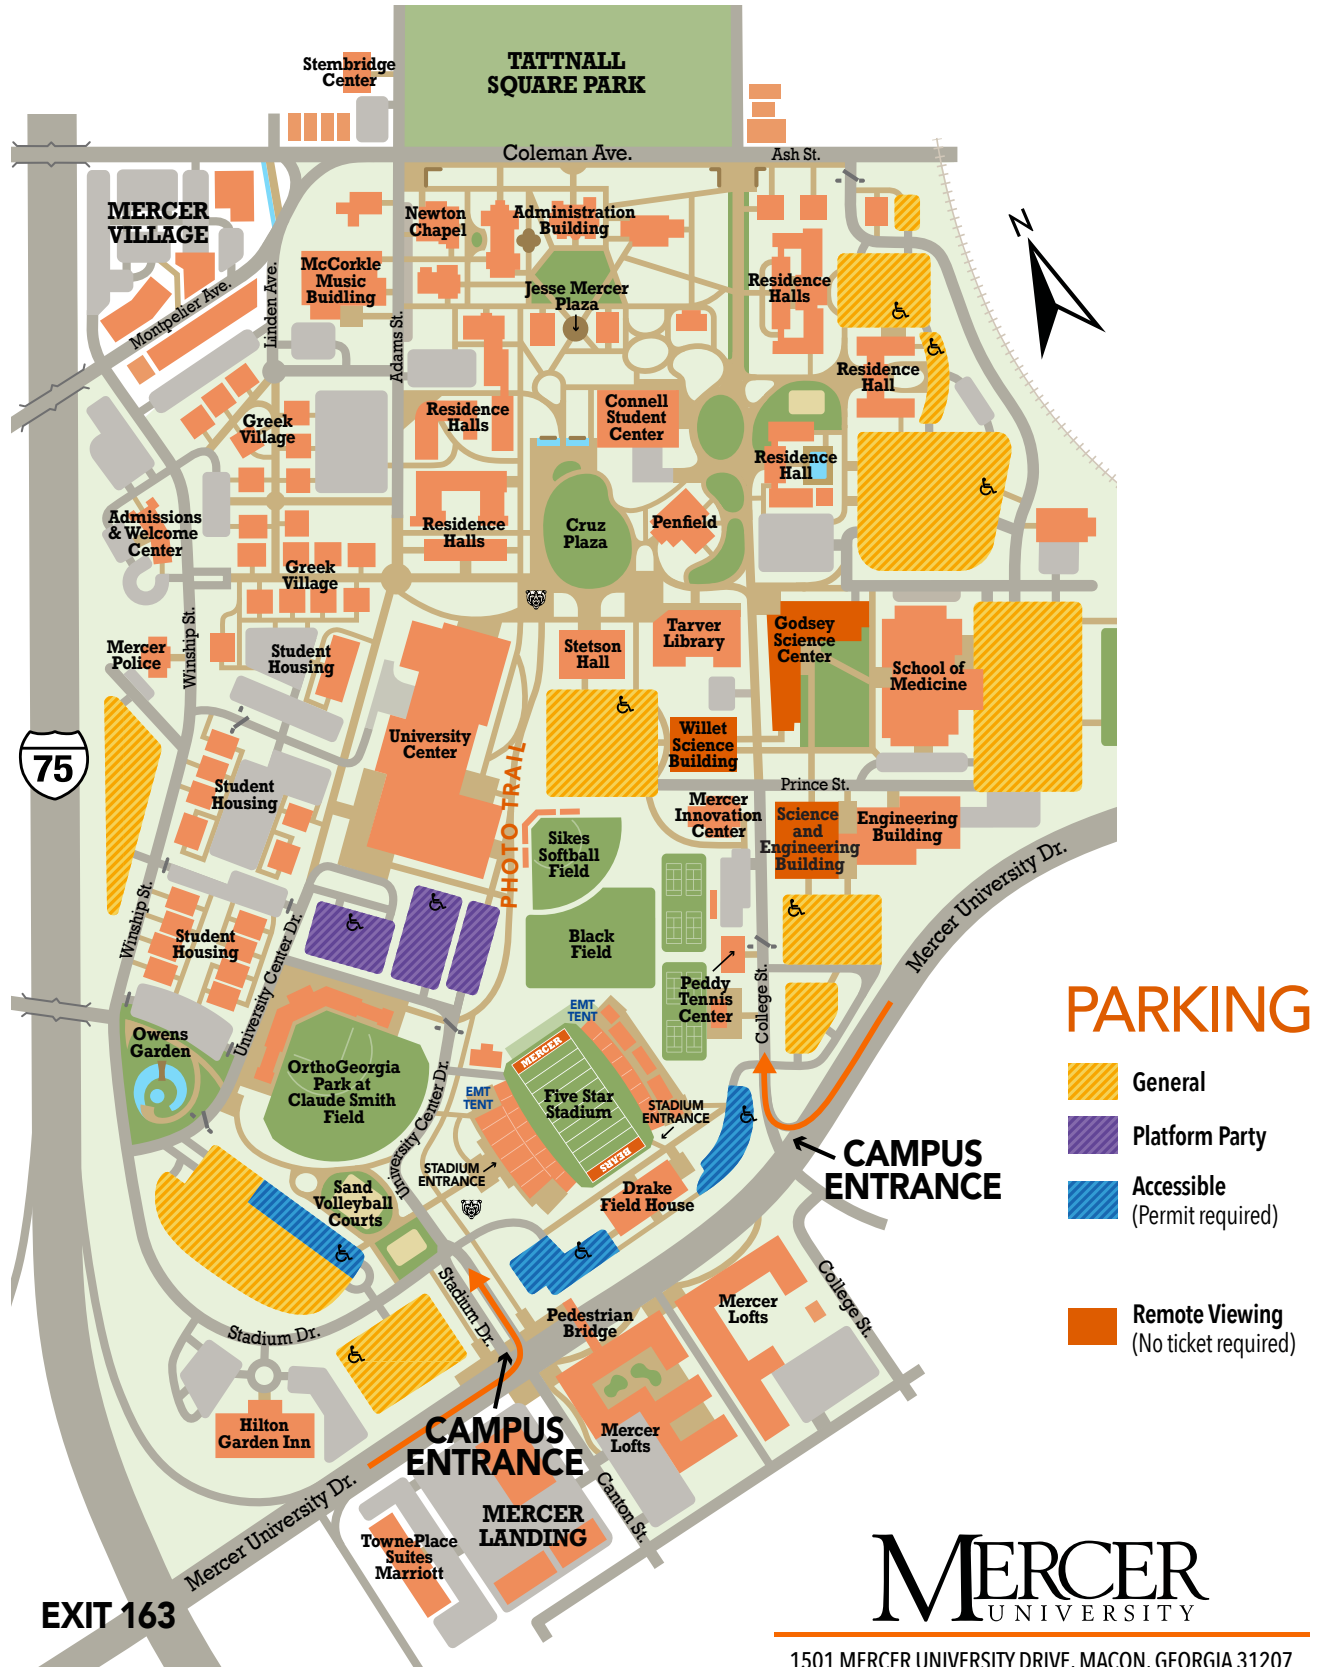 Stembridge
Center
TATTNALL
SQUARE PARK
Coleman Ave.
Ash St.
MERCER
VILLAGE
Newton
Chapel
Administration
Building
McCorkle
Music
Buidling
Linden Ave.
Montpelier Ave.
Adams St.
Jesse Mercer
Plaza
Residence
Halls
N
Residence
Hall
Greek
Village
Residence
Halls
Connell
Student
Center
Residence
Hall
Admissions
& Welcome
Center
Residence
Halls
Cruz
Plaza
Penfield
Greek
Village
Winship St.
Mercer
Police
Student
Housing
Stetson
Hall
Tarver
Library
Godsey
Science
Center
School of
Medicine
75
University
Center
PHOTO TRAIL
Willet
Science
Building
Student
Housing
Prince St.
Mercer
Innovation
Center
Science
and
Engineering
Building
Engineering
Building
Sikes
Softball
Field
Mercer University Dr.
Winship St.
Student
Housing
University Center Dr.
Black
Field
Peddy
Tennis
Center
College St.
PARKING
General
Platform Party
Accessible
(Permit required)
Remote Viewing
(No ticket required)
Owens
Garden
OrthoGeorgia
Park at
Claude Smith
Field
EMT
TENT
MERCER
EMT
TENT
Five Star
Stadium
BEARS
STADIUM
ENTRANCE
University Center Dr.
STADIUM
ENTRANCE
CAMPUS
ENTRANCE
Sand
Volleyball
Courts
Drake
Field House
Stadium Dr.
Stadium Dr.
Pedestrian
Bridge
Mercer
Lofts
College St.
Hilton
Garden Inn
CAMPUS
ENTRANCE
Mercer
Lofts
Canton St.
Mercer University Dr.
MERCER
LANDING
TownePlace
Suites
Marriott
EXIT 163
MERCER
UNIVERSITY
1501 MERCER UNIVERSITY DRIVE, MACON, GEORGIA 31207